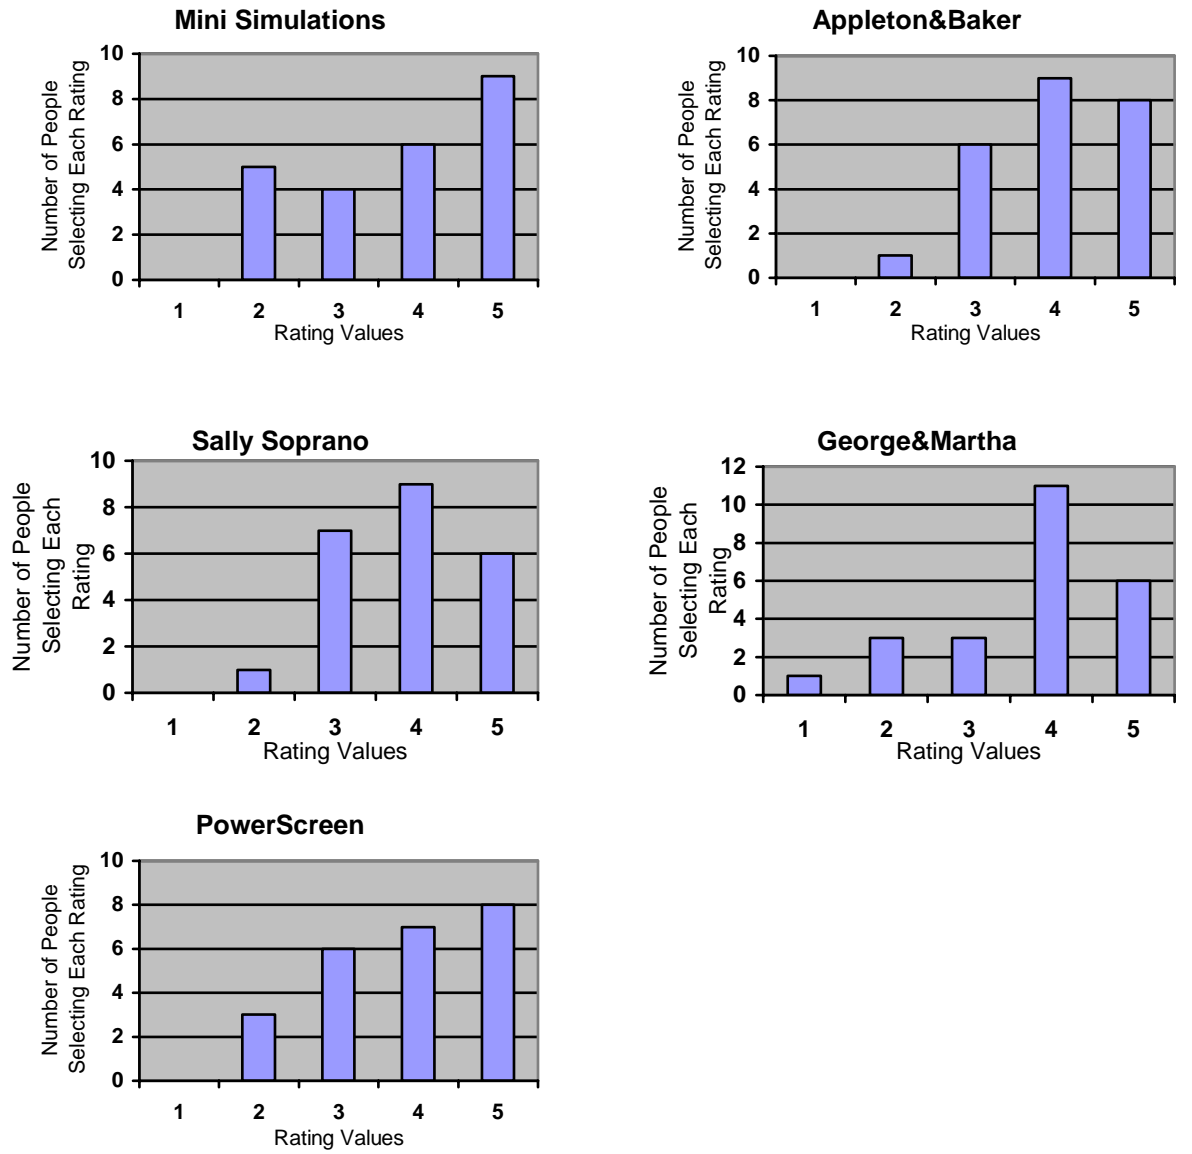 Mini Simulations
Number of People
Selecting Each Rating
10
8
6
4
2
0
1 2 3 4 5
Rating Values
Appleton&Baker
Number of People
Selecting Each Rating
10
8
6
4
2
0
1 2 3 4 5
Rating Values
Sally Soprano
Number of People
Selecting Each
Rating
10
8
6
4
2
0
1 2 3 4 5
Rating Values
George&Martha
Number of People
Selecting Each
Rating
12
10
8
6
4
2
0
1 2 3 4 5
Rating Values
PowerScreen
Number of People
Selecting Each Rating
10
8
6
4
2
0
1 2 3 4 5
Rating Values